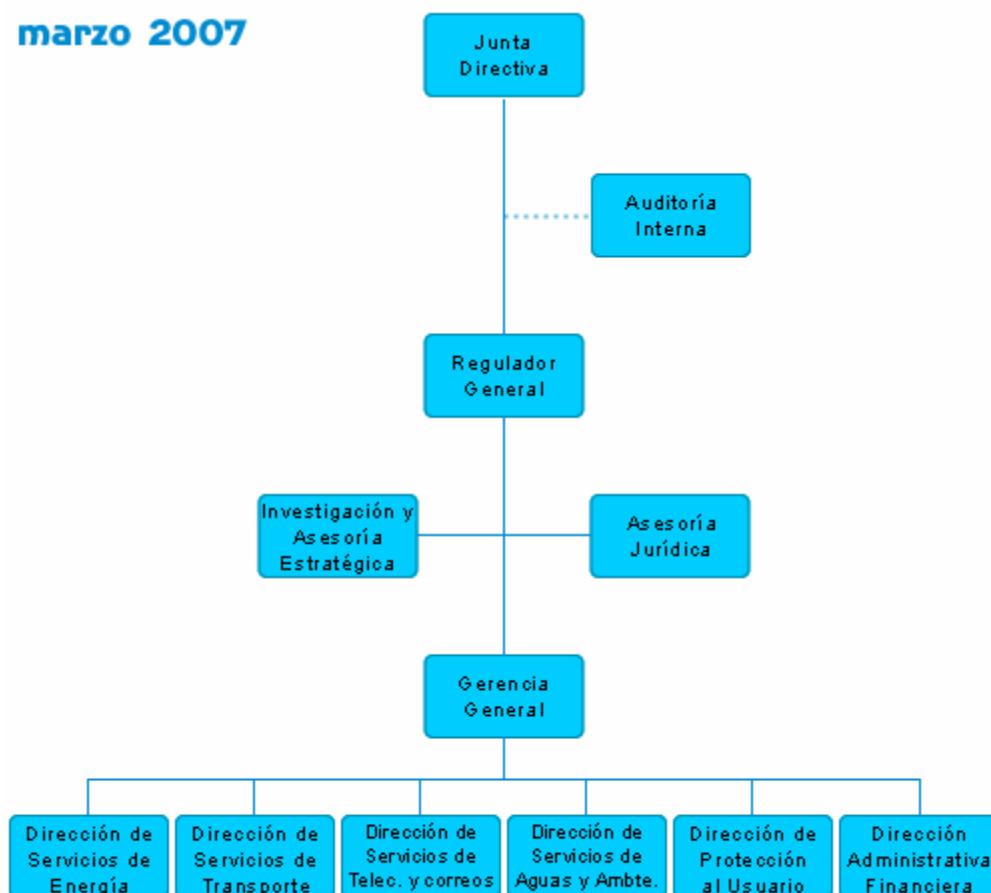 marzo 2007
Junta
Directiva
Auditoría
Interna
Regulador
General
Investigación y
Asesoría
Estratégica
Asesoría
Jurídica
Gerencia
General
Dirección de
Servicios de
Energía
Dirección de
Servicios de
Transporte
Dirección de
Servicios de
Telec. y correos
Dirección de
Servicios de
Aguas y Ambte.
Dirección de
Protección
al Usuario
Dirección
Administrativa
Financiera